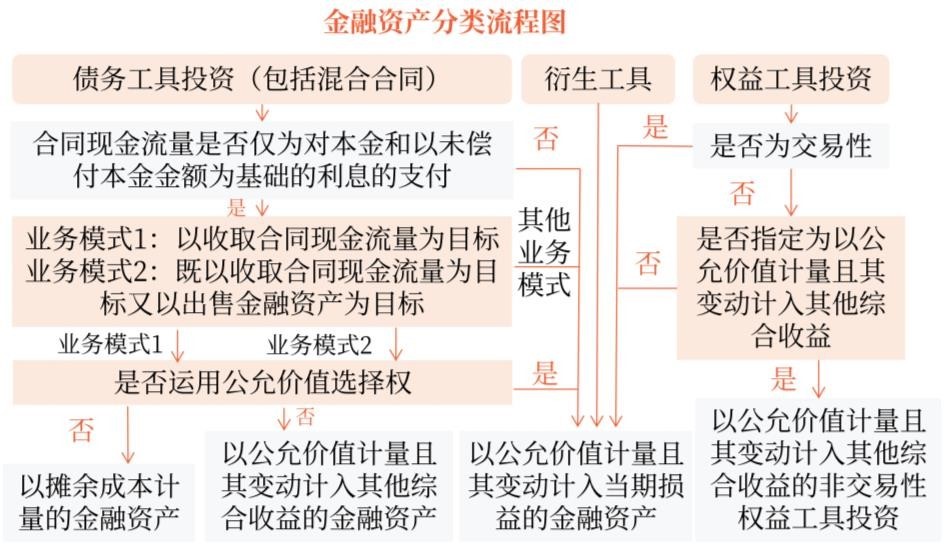 金融资产分类流程图
债务工具投资（包括混合合同）
衍生工具
权益工具投资
合同现金流量是否仅为对本金和以未偿
付本金金额为基础的利息的支付
否
是
是否为交易性
是
否
业务模式1：以收取合同现金流量为目标
业务模式2：既以收取合同现金流量为目
标又以出售金融资产为目标
其他
业务
模式
否
是否指定为以公
允价值计量且其
变动计入其他综
合收益
业务模式1
业务模式2
是否运用公允价值选择权
是
是
否
否
以摊余成本计
量的金融资产
以公允价值计量且
其变动计入其他综
合收益的金融资产
以公允价值计量且
其变动计入当期损
益的金融资产
以公允价值计量且
其变动计入其他综
合收益的非交易性
权益工具投资